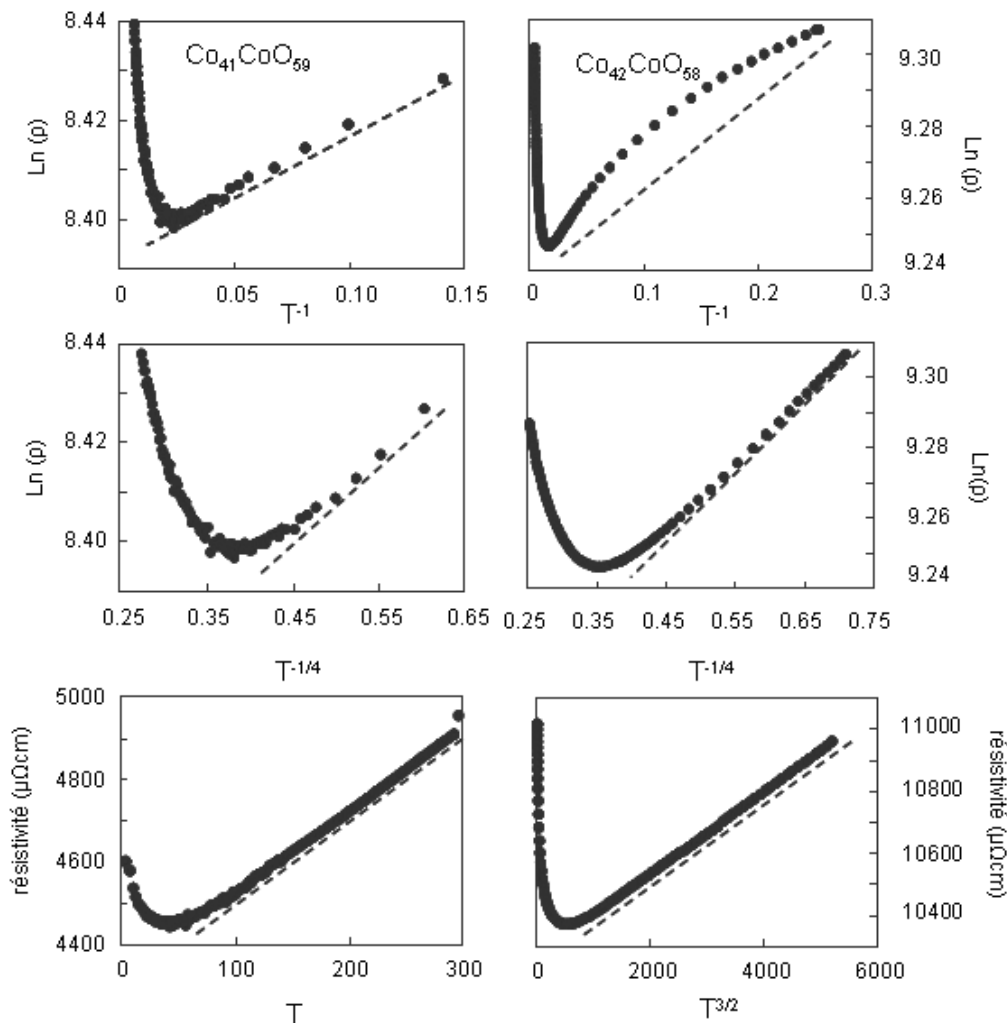 8.44
8.42
8.40
Ln (ρ)
Co₄₁CoO₅₉
0 0.05 0.10 0.15
T⁻¹
Co₄₂CoO₅₈
9.30
9.28
9.26
9.24
Ln (ρ)
0 0.1 0.2 0.3
T⁻¹
8.44
8.42
8.40
Ln (ρ)
0.25 0.35 0.45 0.55 0.65
T⁻¹/⁴
9.30
9.28
9.26
9.24
Ln(ρ)
0.25 0.35 0.45 0.55 0.65 0.75
T⁻¹/⁴
5000
4800
4600
4400
résistivité (μΩcm)
0 100 200 300
T
11000
10800
10600
10400
résistivité (μΩcm)
0 2000 4000 6000
T³/²